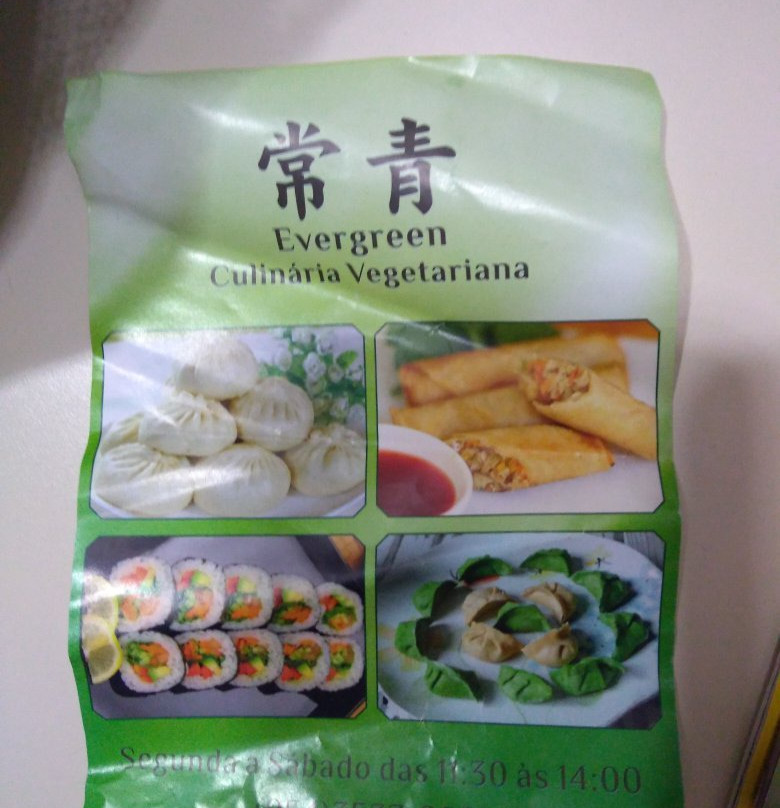 常青
Evergreen
Culinária Vegetariana
Segunda a Sábado das 11:30 às 14:00